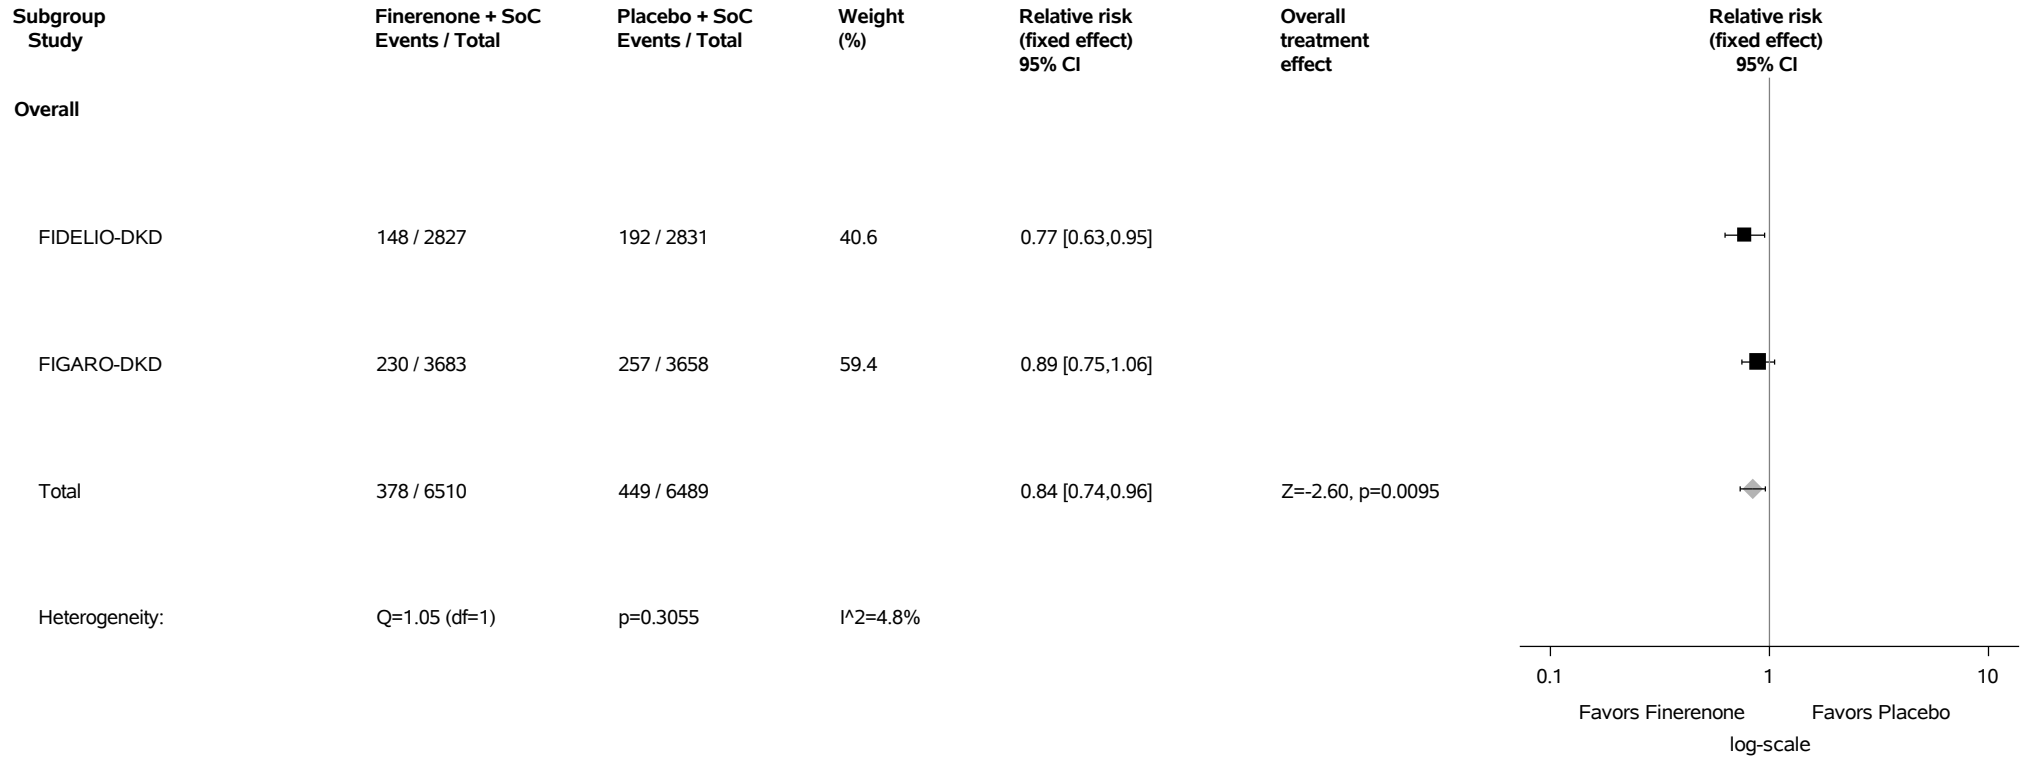 Subgroup Finerenone + SoC Placebo + SoC Weight Relative risk Overall Relative risk
Study Events / Total Events / Total (%) (fixed effect) treatment (fixed effect)
95% CI effect 95% CI
Overall
FIDELIO-DKD 148 / 2827 192 / 2831 40.6 0.77 [0.63,0.95]
FIGARO-DKD 230 / 3683 257 / 3658 59.4 0.89 [0.75,1.06]
Total 378 / 6510 449 / 6489 0.84 [0.74,0.96] Z=-2.60, p=0.0095
Heterogeneity: Q=1.05 (df=1) p=0.3055 I^2=4.8%
0.1 1 10
Favors Finerenone Favors Placebo
log-scale